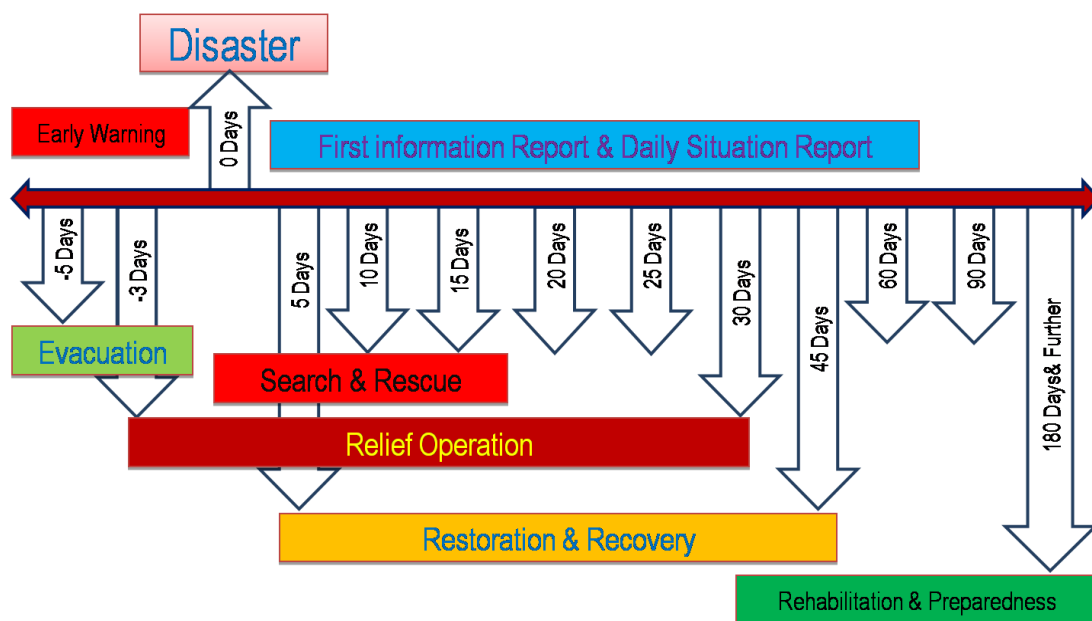 Disaster
Early Warning
0 Days
First information Report & Daily Situation Report
-5 Days
-3 Days
5 Days
10 Days
15 Days
20 Days
25 Days
30 Days
45 Days
60 Days
90 Days
180 Days& Further
Evacuation
Search & Rescue
Relief Operation
Restoration & Recovery
Rehabilitation & Preparedness